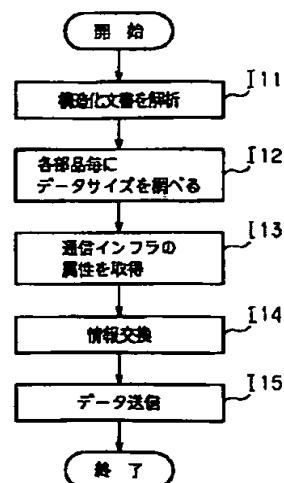 開 始
構造化文書を解析
I11
各部品毎に
データサイズを調べる
I12
通信インフラの
属性を取得
I13
情報交換
I14
データ送信
I15
終 了